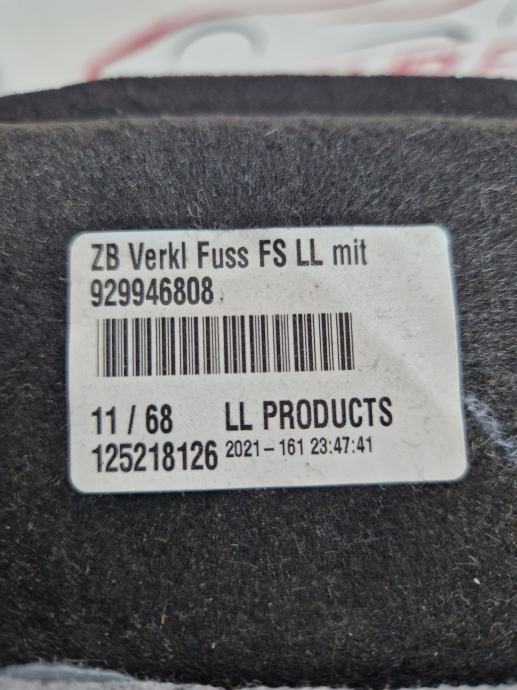 ZB Verkl Fuss FS LL mit
929946808
11 / 68 LL PRODUCTS
125218126 2021-161 23:47:41